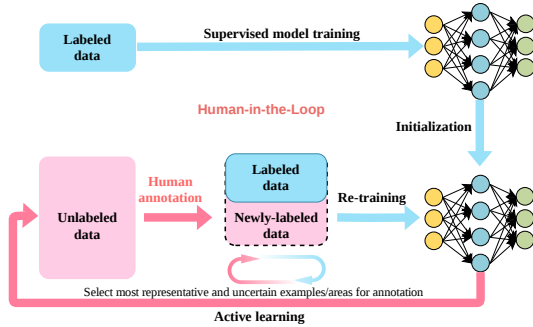 Supervised model training
Labeled
data
Human-in-the-Loop
Initialization
Human
annotation
Labeled
data
Re-training
Unlabeled
data
Newly-labeled
data
Select most representative and uncertain examples/areas for annotation
Active learning